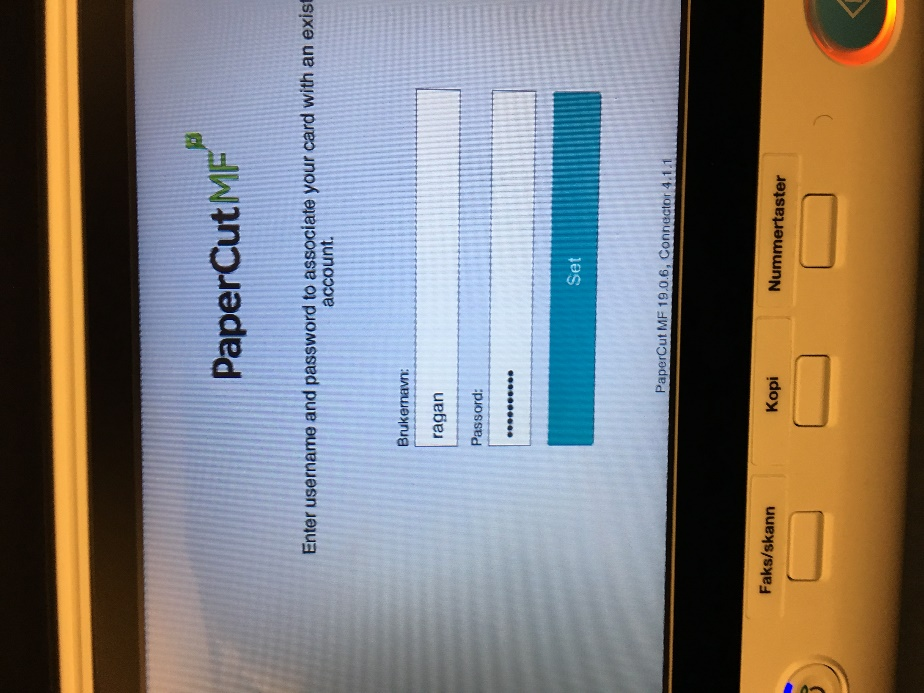 PaperCutMF
Enter username and password to associate your card with an exist
account.
Brukernavn:
ragan
Passord:
••••••••••
Set
PaperCut MF 19.0.6, Connector 4.1.1
Faks/skann
Kopi
Nummertaster